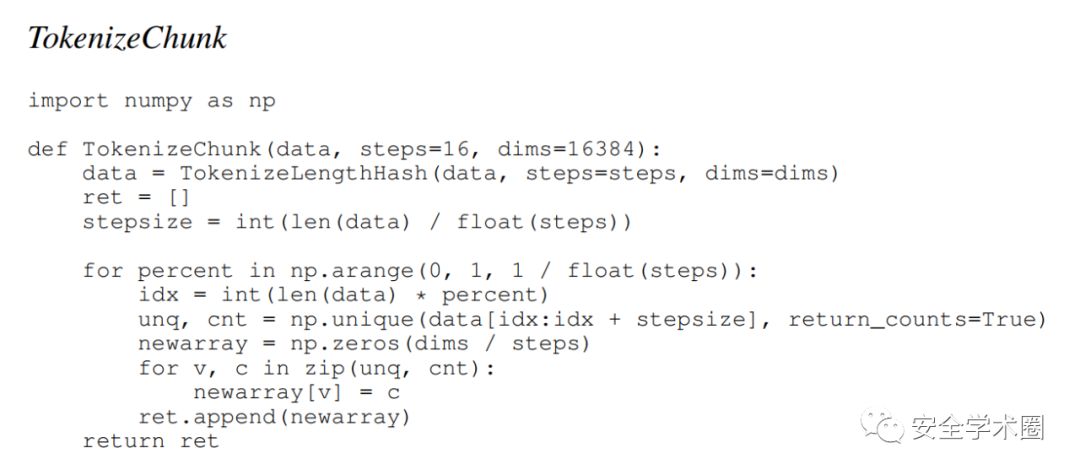 TokenizeChunk
import numpy as np
def TokenizeChunk(data, steps=16, dims=16384):
    data = TokenizeLengthHash(data, steps=steps, dims=dims)
    ret = []
    stepsize = int(len(data) / float(steps))
    for percent in np.arange(0, 1, 1 / float(steps)):
        idx = int(len(data) * percent)
        unq, cnt = np.unique(data[idx:idx + stepsize], return_counts=True)
        newarray = np.zeros(dims / steps)
        for v, c in zip(unq, cnt):
            newarray[v] = c
        ret.append(newarray)
    return ret
安全学术圈